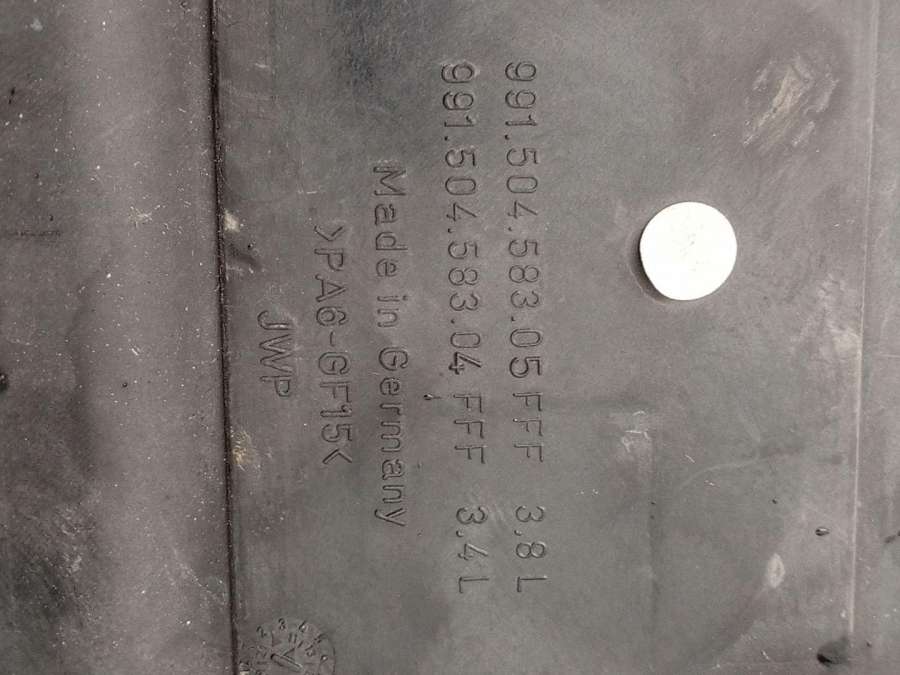 991.504.583.05 FFF 3.8L
991.504.583.04 FFF 3.4L
Made in Germany
>PA6-GF15<
JWP